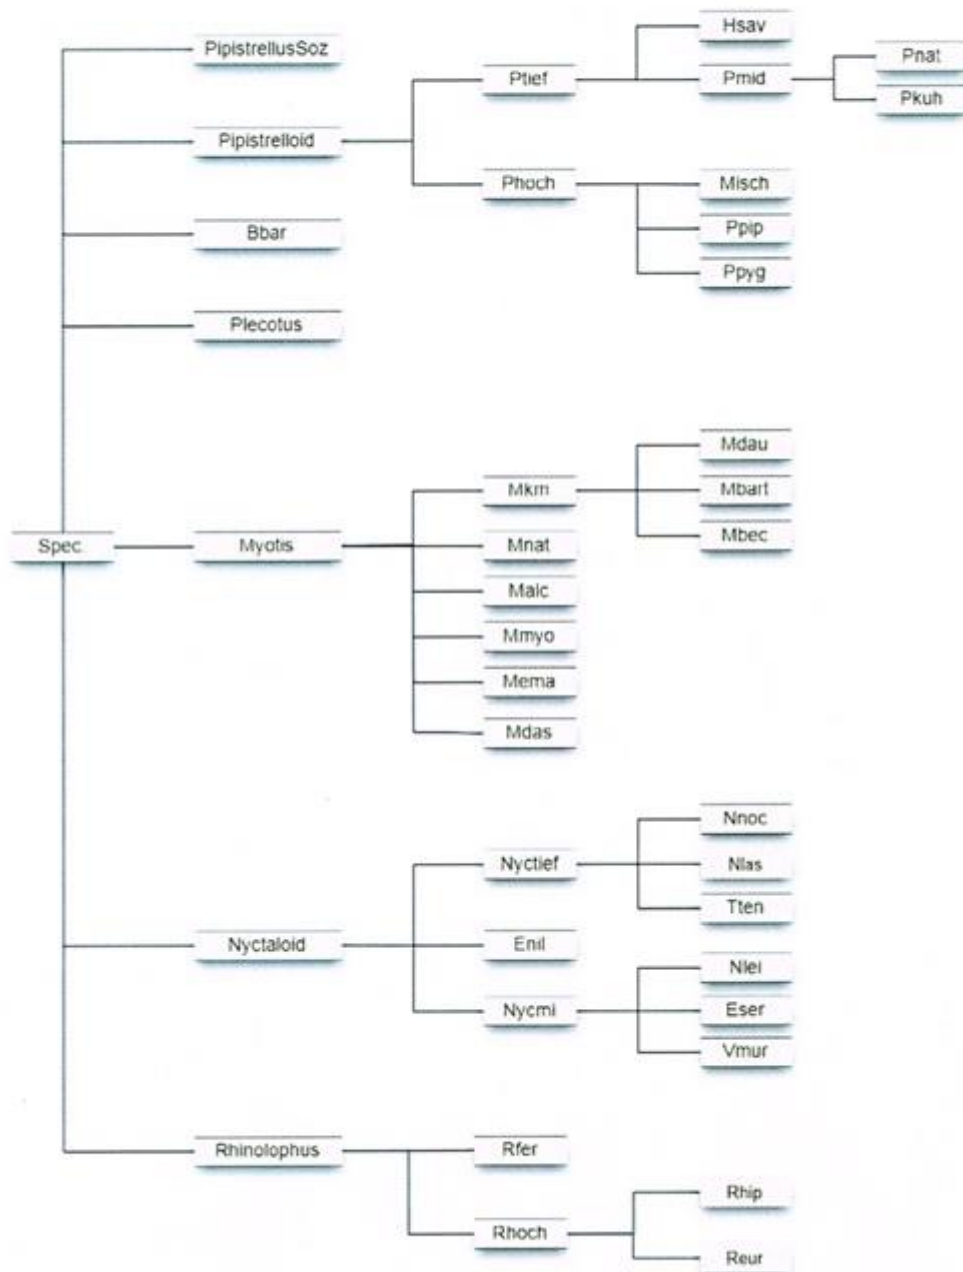 Hsav
PipistrellusSoz
Pnat
Ptief
Pmid
Pkuh
Pipistrelloid
Phoch
Misch
Ppip
Bbar
Ppyg
Plecotus
Mdau
Mkm
Mbart
Mbec
Spec
Myotis
Mnat
Malc
Mmyo
Mema
Mdas
Nnoc
Nyctief
Nlas
Tten
Nyctaloid
Enil
Nlei
Nycmi
Eser
Vmur
Rhinolophus
Rfer
Rhip
Rhoch
Reur